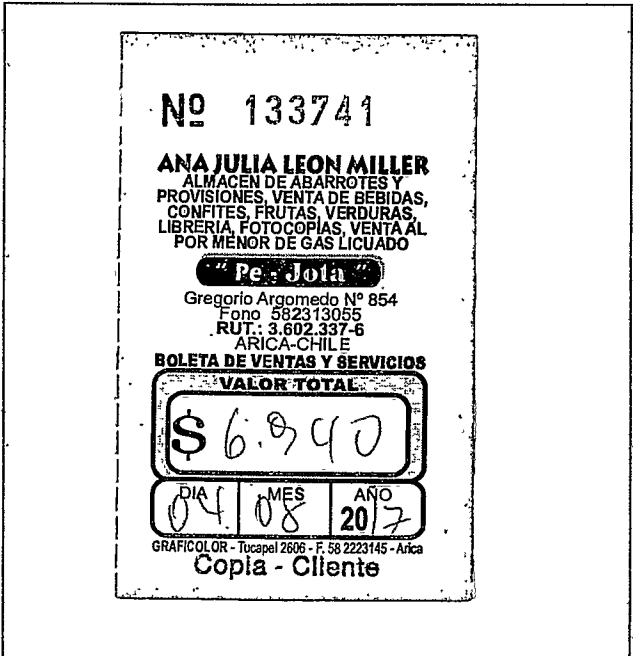 Nº 133741
ANA JULIA LEON MILLER
ALMACEN DE ABARROTES Y
PROVISIONES, VENTA DE BEBIDAS,
CONFITES, FRUTAS, VERDURAS,
LIBRERIA, FOTOCOPIAS, VENTA AL
POR MENOR DE GAS LICUADO
" Pe - Jota "
Gregorio Argomedo Nº 854
Fono 582313055
RUT.: 3.602.337-6
ARICA-CHILE
BOLETA DE VENTAS Y SERVICIOS
VALOR TOTAL
$ 6.940
DIA MES AÑO
04. 08 2017
GRAFICOLOR - Tucapel 2606 - F. 58 2223145 - Arica
Copia - Cliente